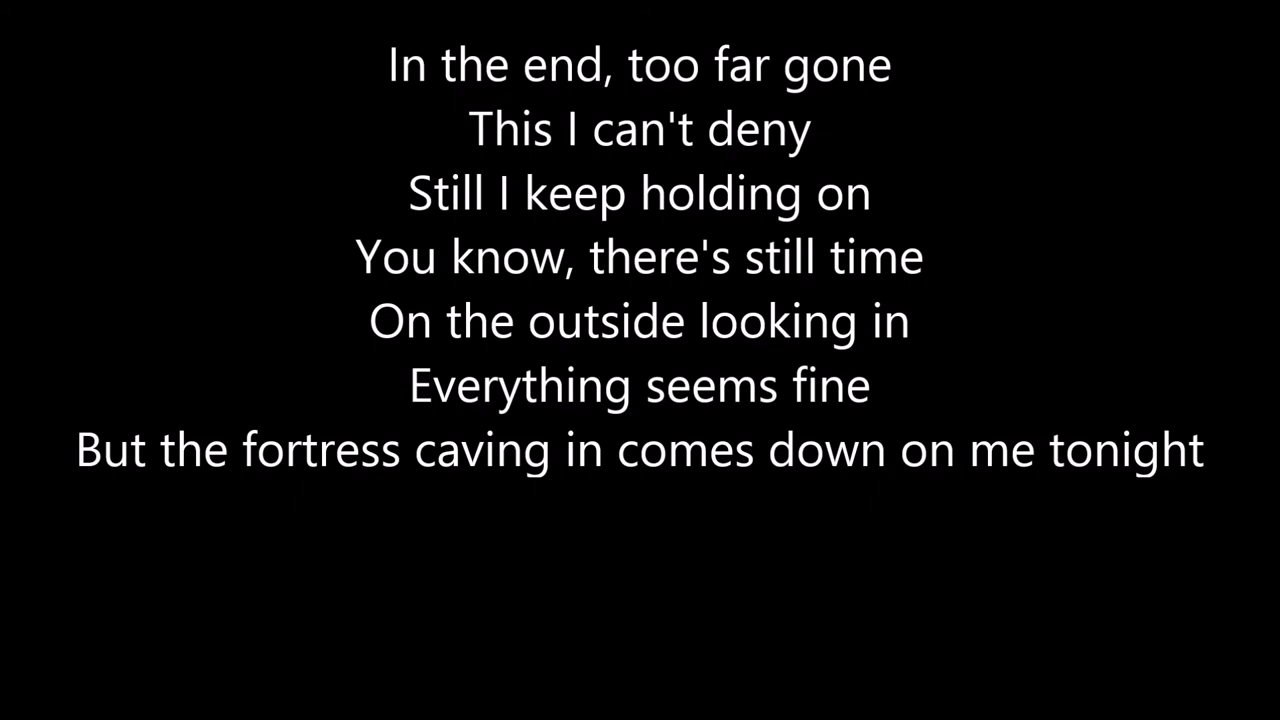 In the end, too far gone
This I can't deny
Still I keep holding on
You know, there's still time
On the outside looking in
Everything seems fine
But the fortress caving in comes down on me tonight